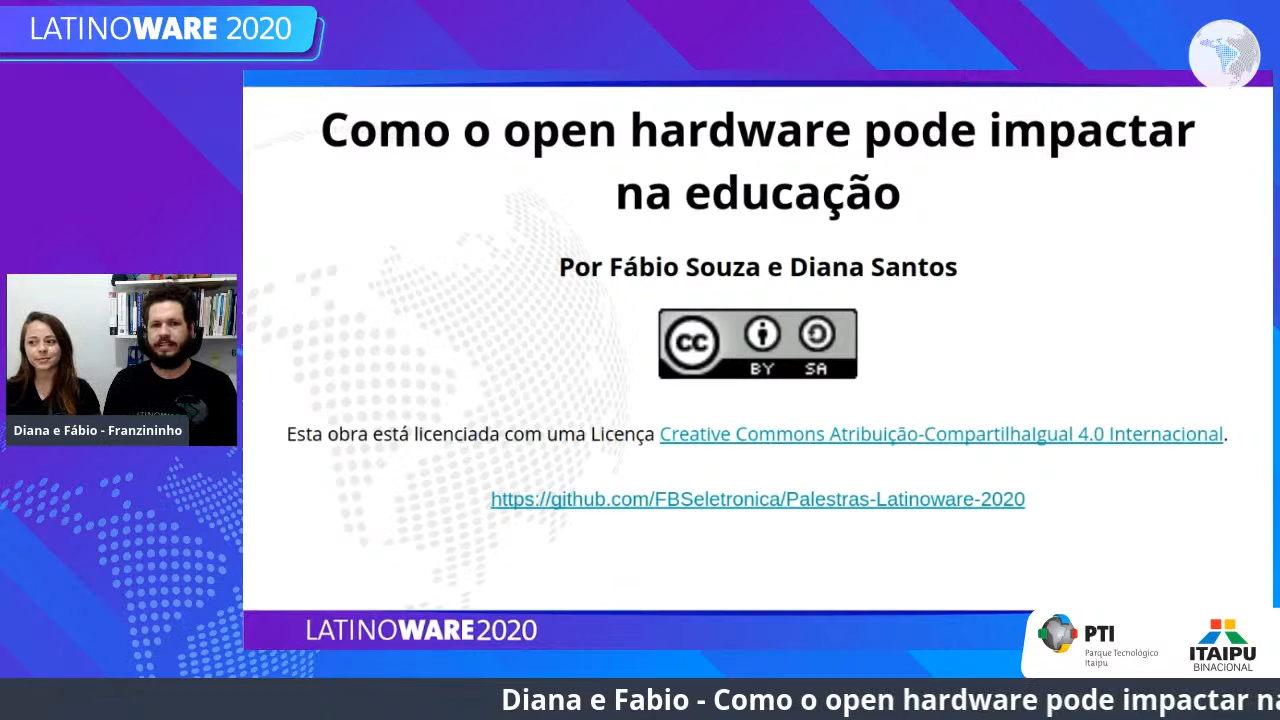 LATINOWARE 2020
Como o open hardware pode impactar
na educação
Por Fábio Souza e Diana Santos
CC
BY SA
Esta obra está licenciada com uma Licença Creative Commons Atribuição-CompartilhaIgual 4.0 Internacional.
https://github.com/FBSeletronica/Palestras-Latinoware-2020
Diana e Fábio - Franzininho
LATINOWARE2020
PTI
Parque Tecnológico
Itaipu
ITAIPU
BINACIONAL
Diana e Fabio - Como o open hardware pode impactar na